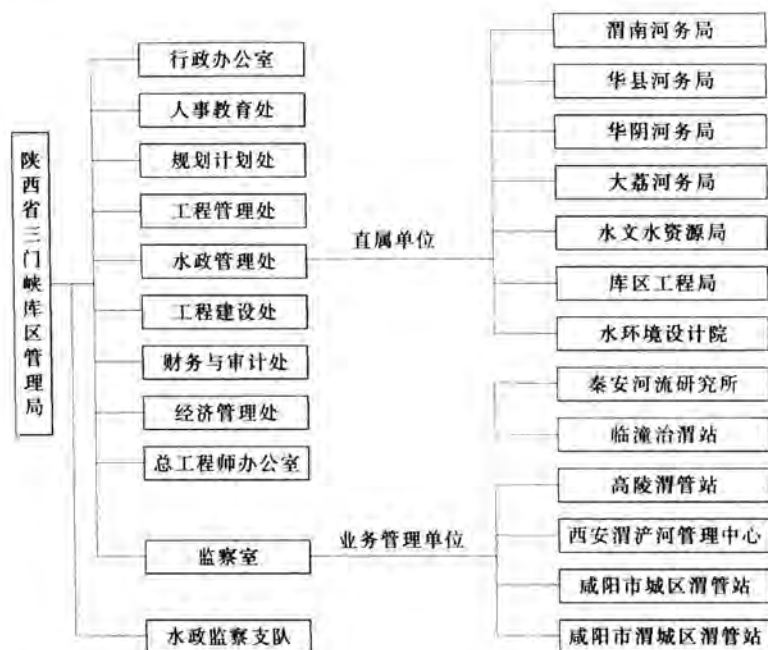 陕西省三门峡库区管理局
行政办公室
人事教育处
规划计划处
工程管理处
水政管理处
工程建设处
财务与审计处
经济管理处
总工程师办公室
监察室
水政监察支队
直属单位
业务管理单位
渭南河务局
华县河务局
华阴河务局
大荔河务局
水文水资源局
库区工程局
水环境设计院
秦安河流研究所
临潼治渭站
高陵渭管站
西安渭浐河管理中心
咸阳市城区渭管站
咸阳市渭城区渭管站